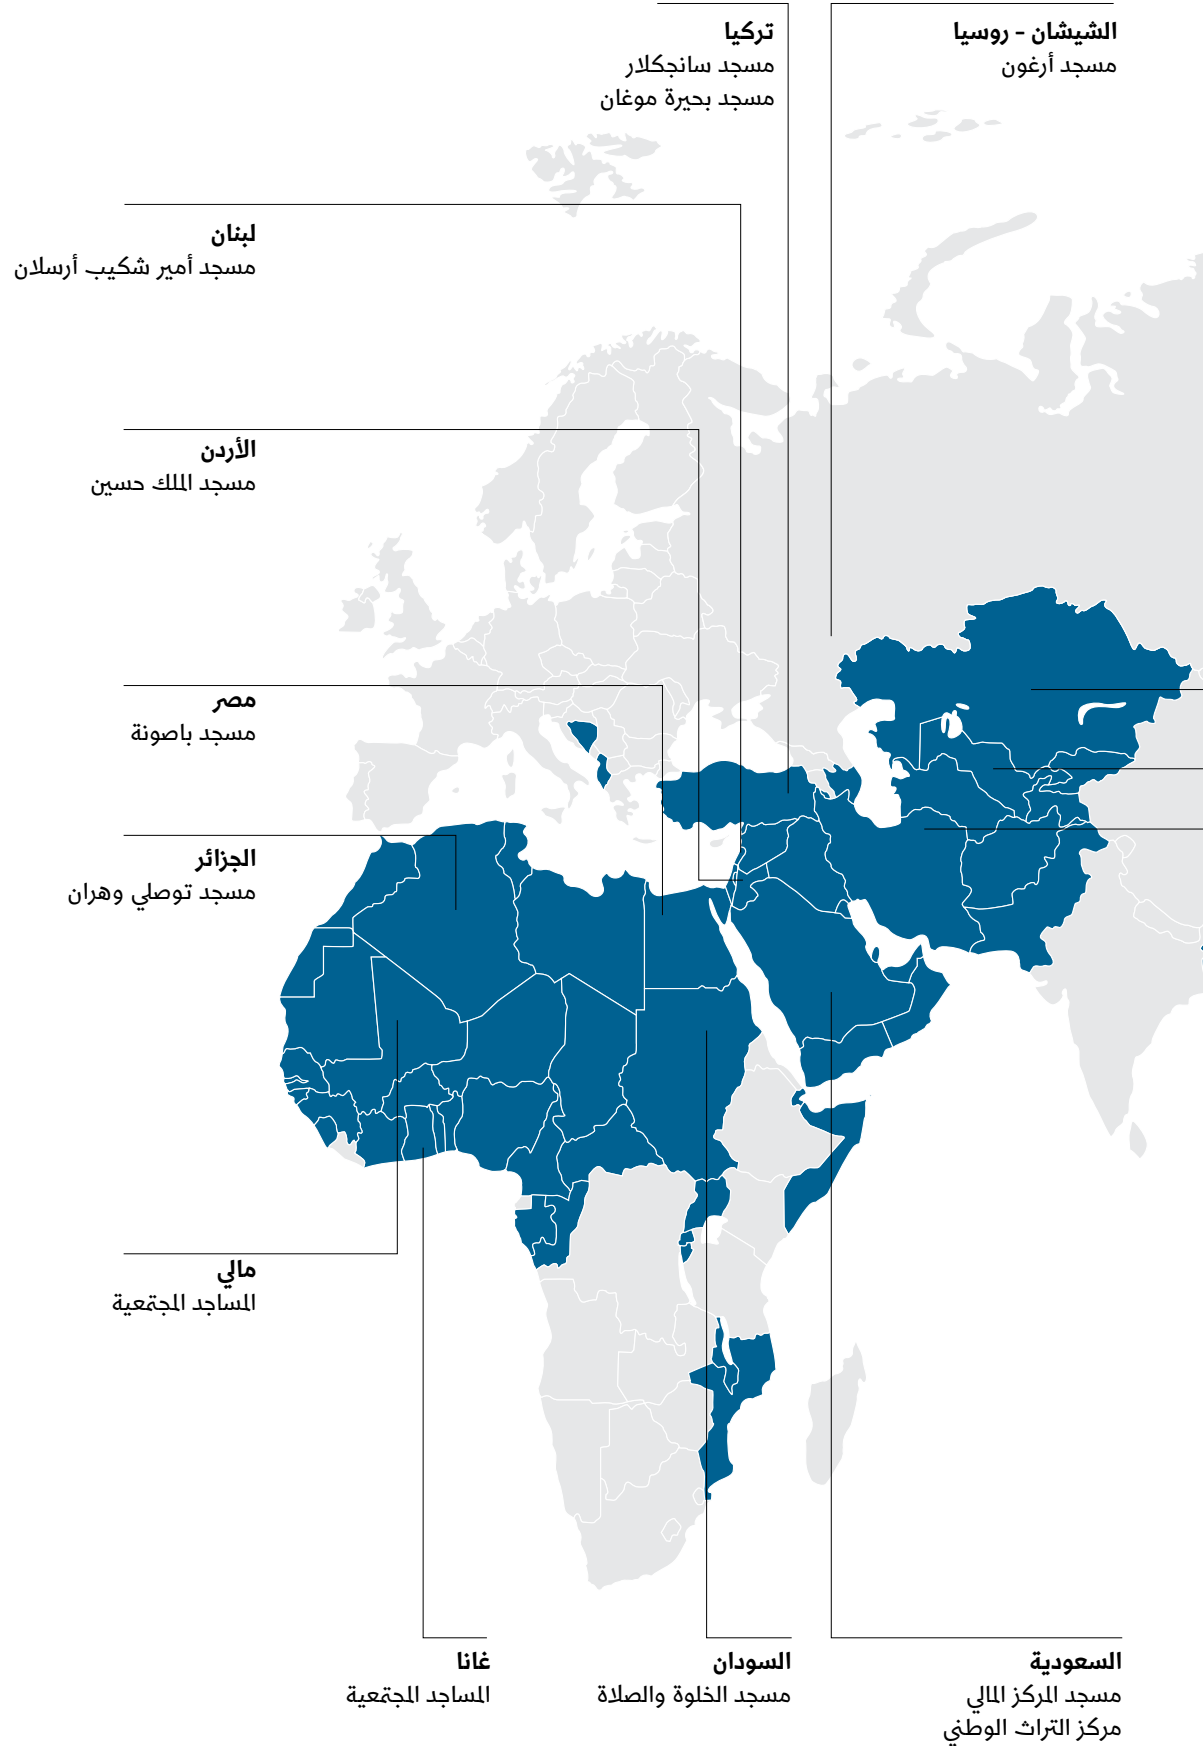 الشيشان - روسيا
مسجد أرغون
تركيا
مسجد سانجكلار
مسجد بحيرة موغان
لبنان
مسجد أمير شكيب أرسلان
الأردن
مسجد الملك حسين
مصر
مسجد باصونة
الجزائر
مسجد توصلي وهران
مالي
المساجد المجتمعية
السعودية
مسجد المركز المالي
مركز التراث الوطني
السودان
مسجد الخلوة والصلاة
غانا
المساجد المجتمعية